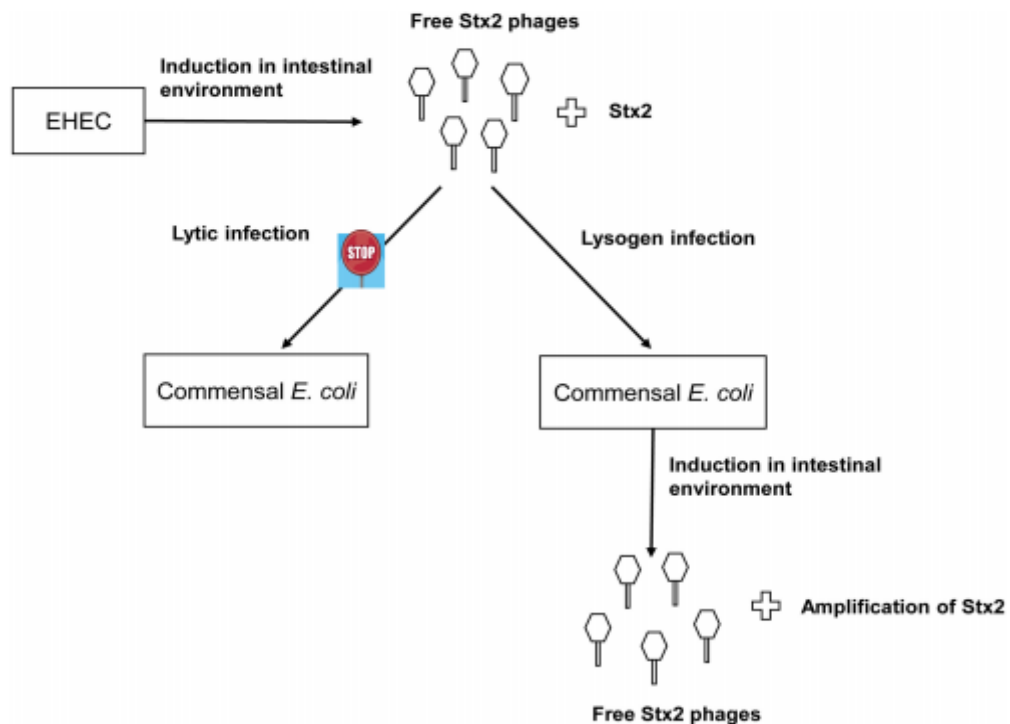 Free Stx2 phages
Induction in intestinal
environment
EHEC
Stx2
Lytic infection
STOP
Lysogen infection
Commensal E. coli
Commensal E. coli
Induction in intestinal
environment
Amplification of Stx2
Free Stx2 phages